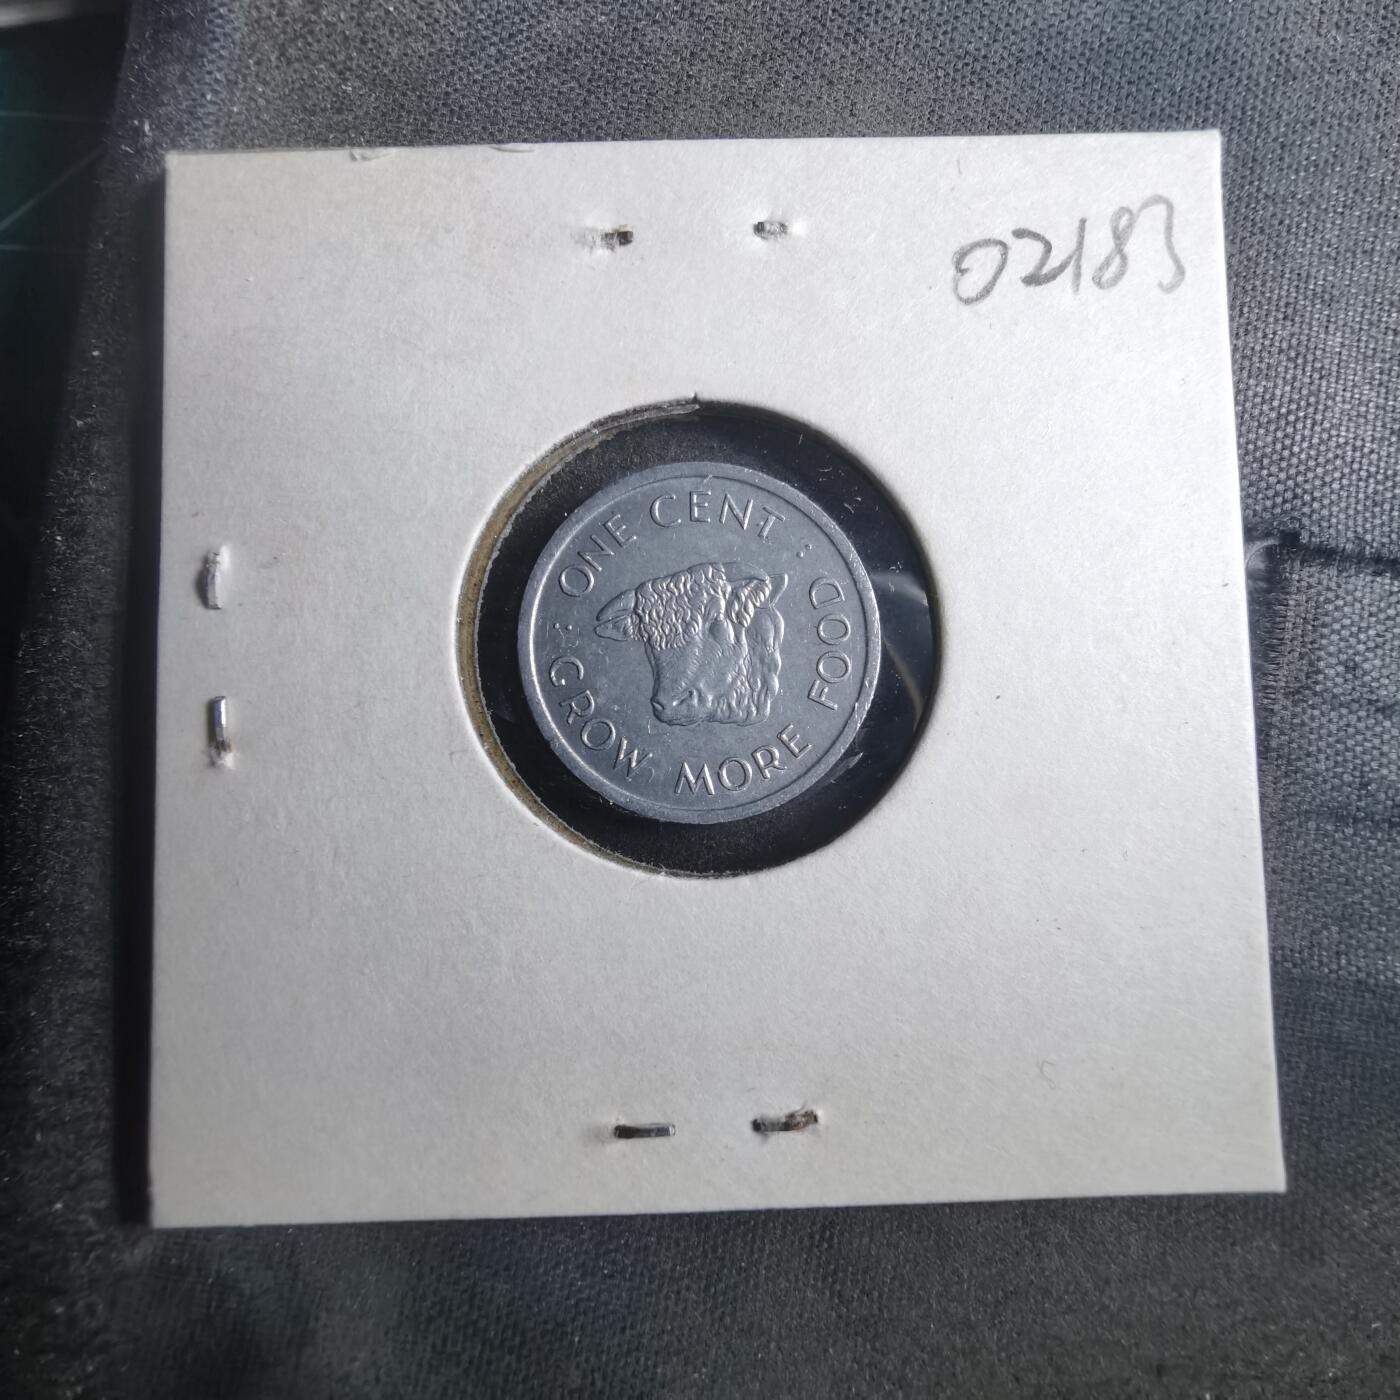 02183
ONE CENT :
: GROW MORE FOOD